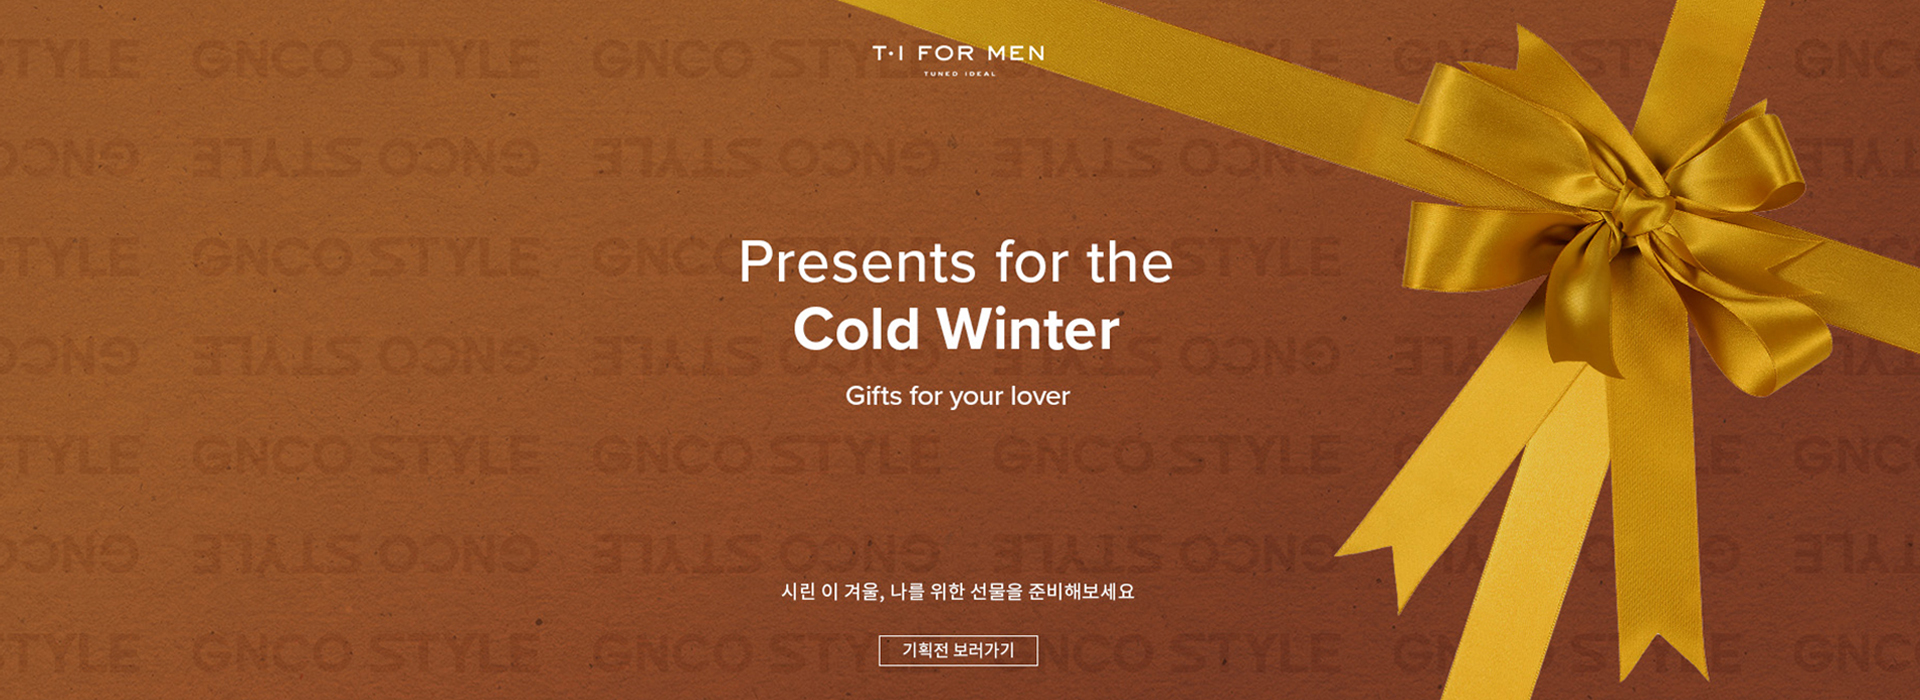 T·I FOR MEN
TUNED IDEAL
Presents for the
Cold Winter
Gifts for your lover
시린 이 겨울, 나를 위한 선물을 준비해보세요
기획전 보러가기
GNCO STYLE